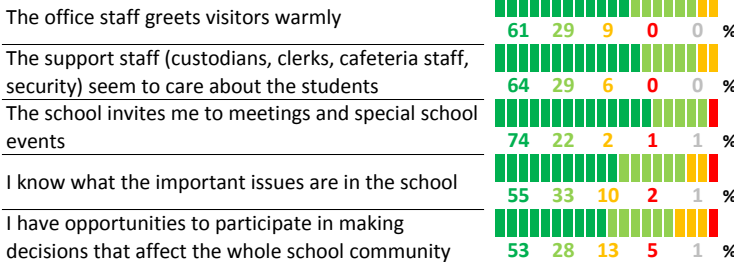 The office staff greets visitors warmly
61 29 9 0 0 %
The support staff (custodians, clerks, cafeteria staff,
security) seem to care about the students
64 29 6 0 0 %
The school invites me to meetings and special school
events
74 22 2 1 1 %
I know what the important issues are in the school
55 33 10 2 1 %
I have opportunities to participate in making
decisions that affect the whole school community
53 28 13 5 1 %